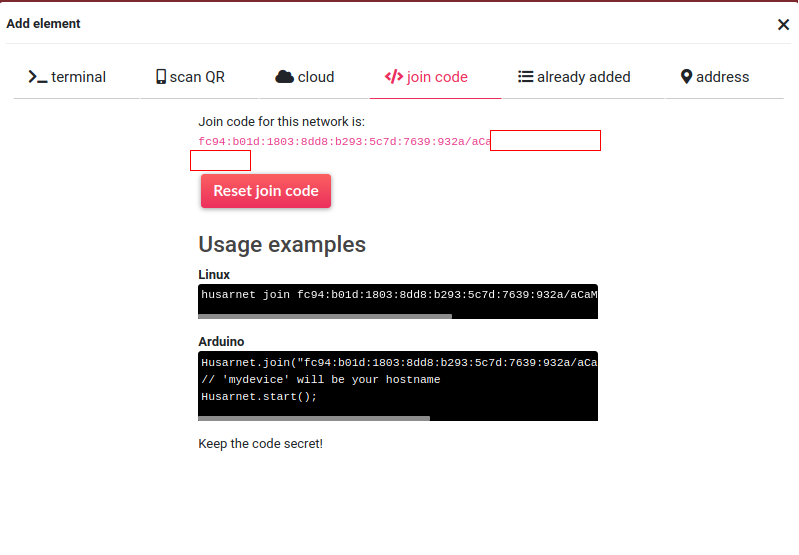 Add element
terminal
scan QR
cloud
join code
already added
address
Join code for this network is:
fc94:b01d:1803:8dd8:b293:5c7d:7639:932a/aCa
Reset join code
Usage examples
Linux
husarnet join fc94:b01d:1803:8dd8:b293:5c7d:7639:932a/aCaM
Arduino
Husarnet.join("fc94:b01d:1803:8dd8:b293:5c7d:7639:932a/aCa
// 'mydevice' will be your hostname
Husarnet.start();
Keep the code secret!